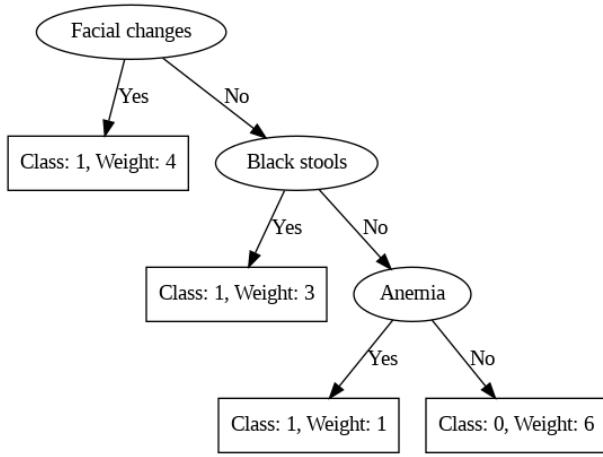 Facial changes
Yes
No
Class: 1, Weight: 4
Black stools
Yes
No
Class: 1, Weight: 3
Anemia
Yes
No
Class: 1, Weight: 1
Class: 0, Weight: 6